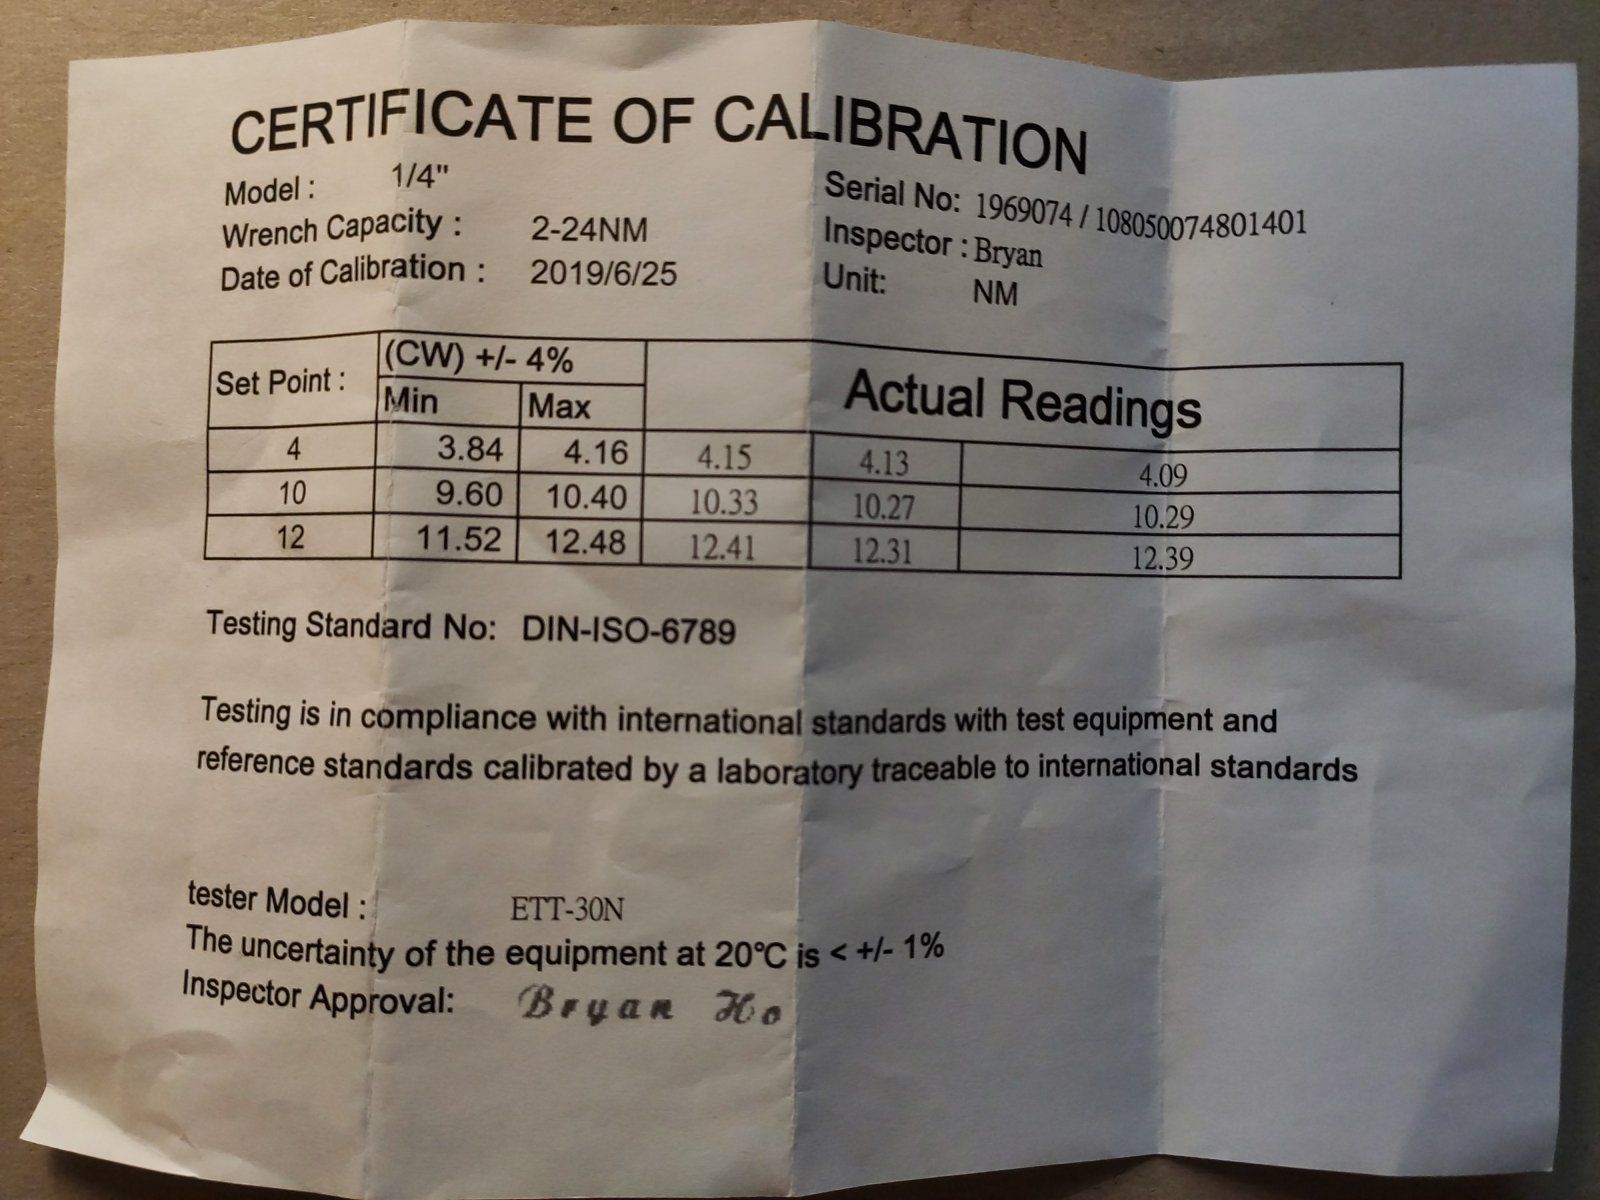 CERTIFICATE OF CALIBRATION
Model : 1/4"
Wrench Capacity : 2-24NM
Date of Calibration : 2019/6/25
Serial No: 1969074 / 108050074801401
Inspector : Bryan
Unit: NM
Set Point : (CW) +/- 4% Actual Readings
Min Max
4 3.84 4.16 4.15 4.13 4.09
10 9.60 10.40 10.33 10.27 10.29
12 11.52 12.48 12.41 12.31 12.39
Testing Standard No: DIN-ISO-6789
Testing is in compliance with international standards with test equipment and
reference standards calibrated by a laboratory traceable to international standards
tester Model : ETT-30N
The uncertainty of the equipment at 20℃ is < +/- 1%
Inspector Approval: Bryan Ho